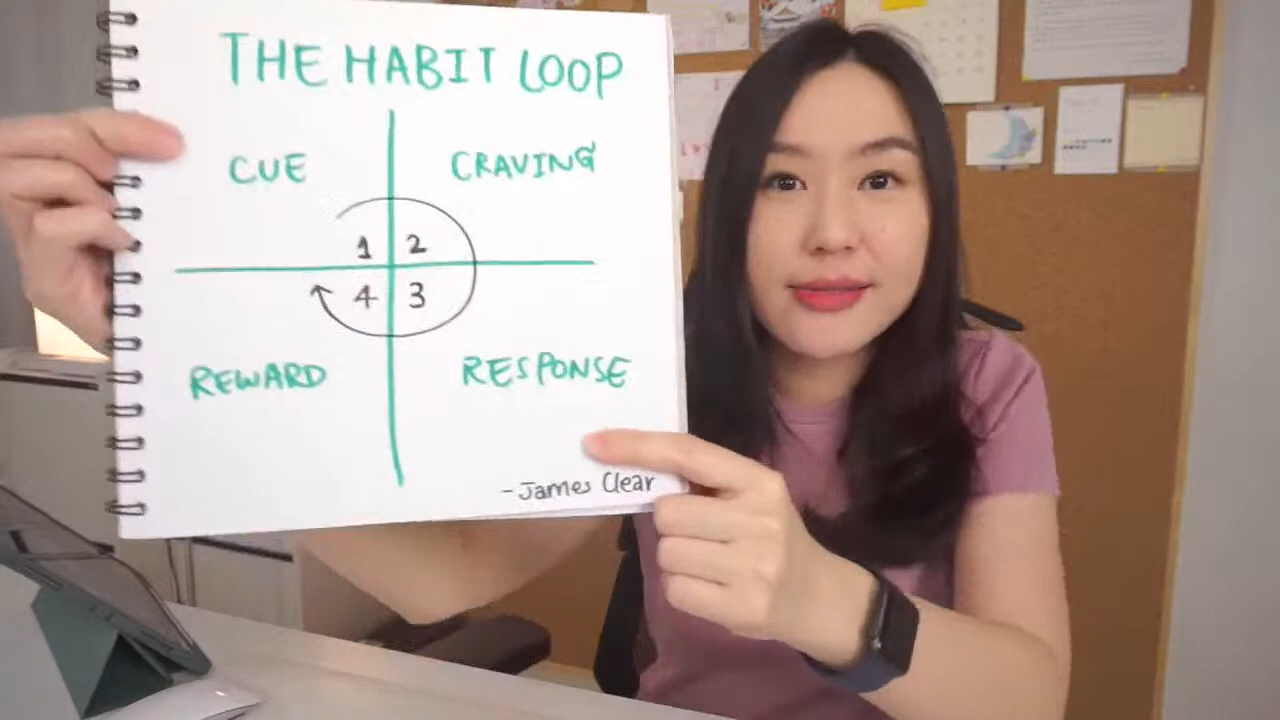 THE HABIT LOOP
CUE
CRAVING
1 2
4 3
REWARD
RESPONSE
-James Clear